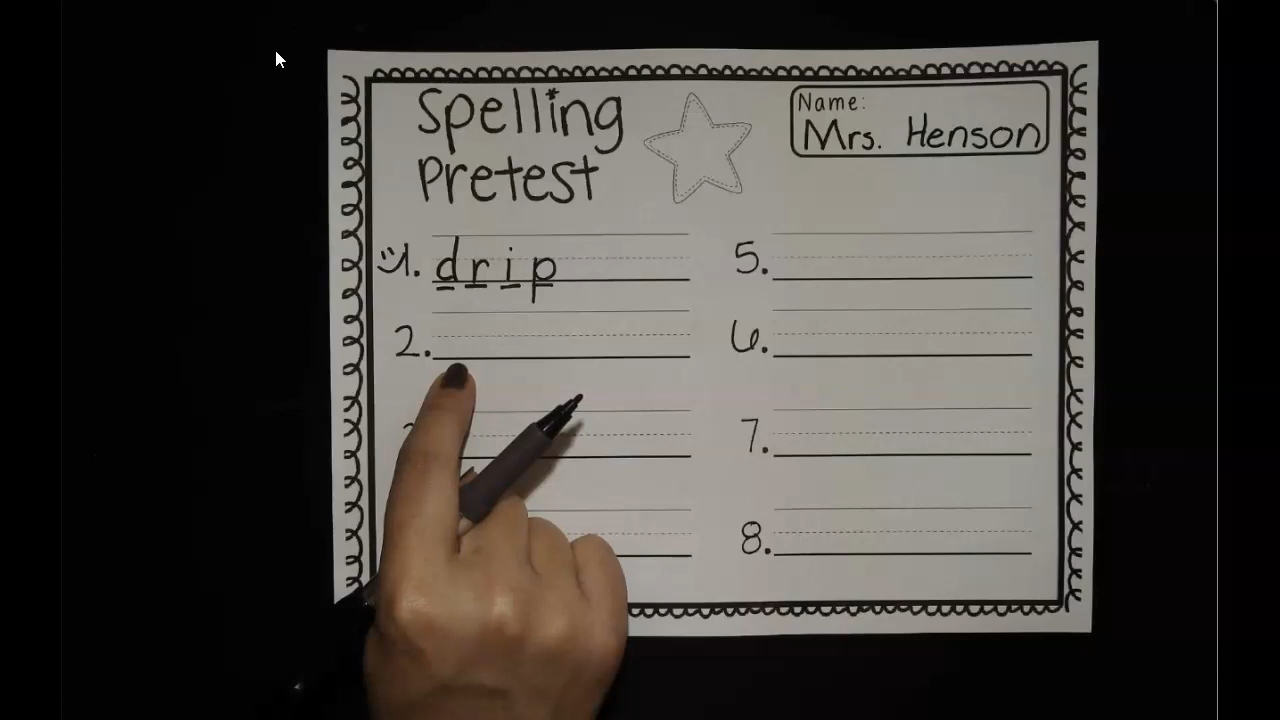 Spelling
Pretest
Name:
Mrs. Henson
1. drip
2.
5.
6.
7.
8.